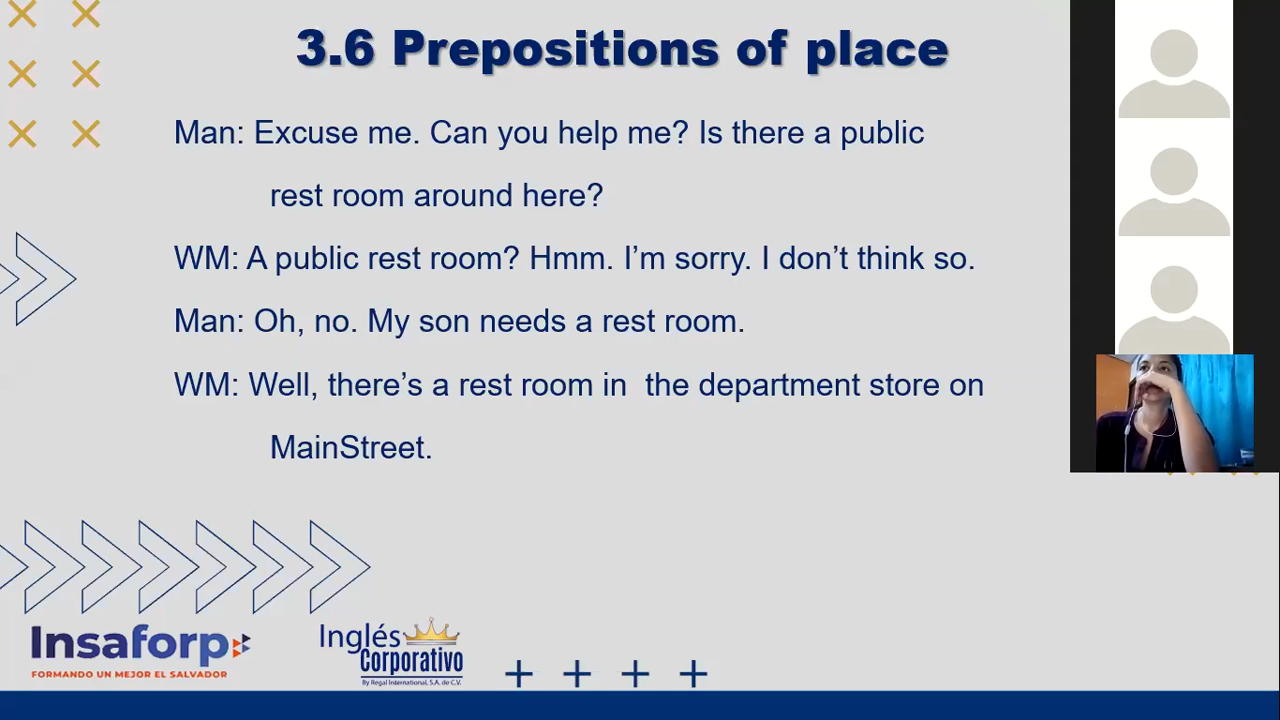 3.6 Prepositions of place
Man: Excuse me. Can you help me? Is there a public
rest room around here?
WM: A public rest room? Hmm. I’m sorry. I don’t think so.
Man: Oh, no. My son needs a rest room.
WM: Well, there’s a rest room in  the department store on
MainStreet.
Insaforp
FORMANDO UN MEJOR EL SALVADOR
Inglés
Corporativo
By Regal International, S.A. de C.V.